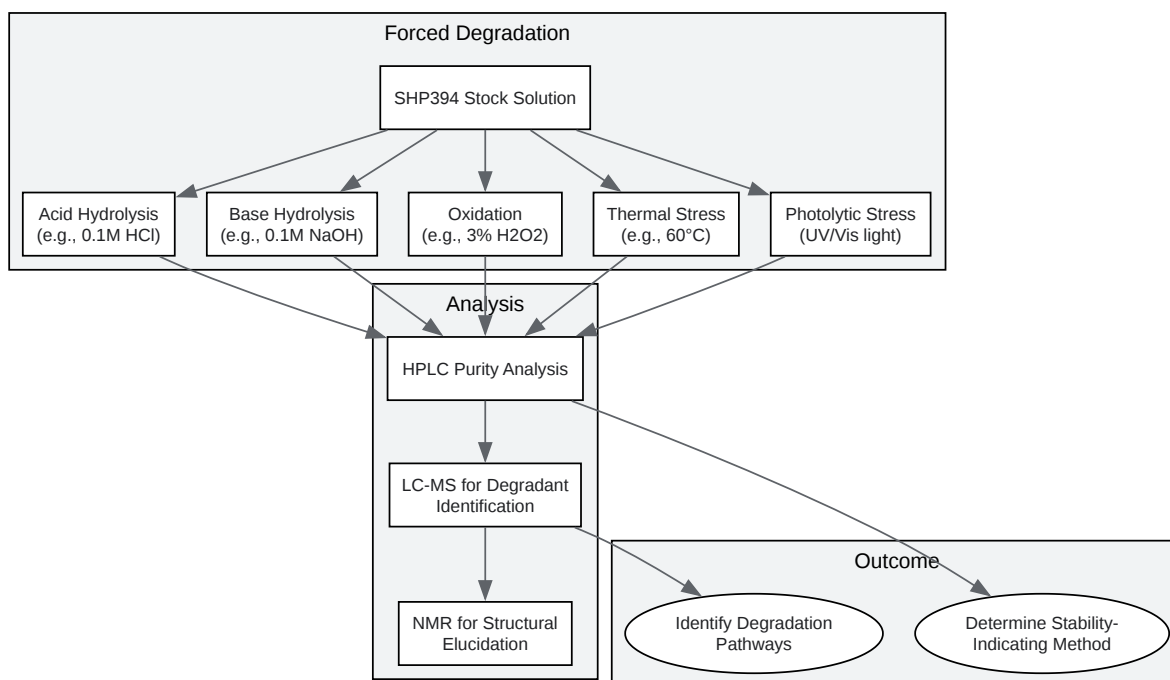 Forced Degradation
SHP394 Stock Solution
Acid Hydrolysis
(e.g., 0.1M HCl)
Base Hydrolysis
(e.g., 0.1M NaOH)
Oxidation
(e.g., 3% H2O2)
Thermal Stress
(e.g., 60°C)
Photolytic Stress
(UV/Vis light)
Analysis
HPLC Purity Analysis
LC-MS for Degradant
Identification
NMR for Structural
Elucidation
Outcome
Identify Degradation
Pathways
Determine Stability-
Indicating Method